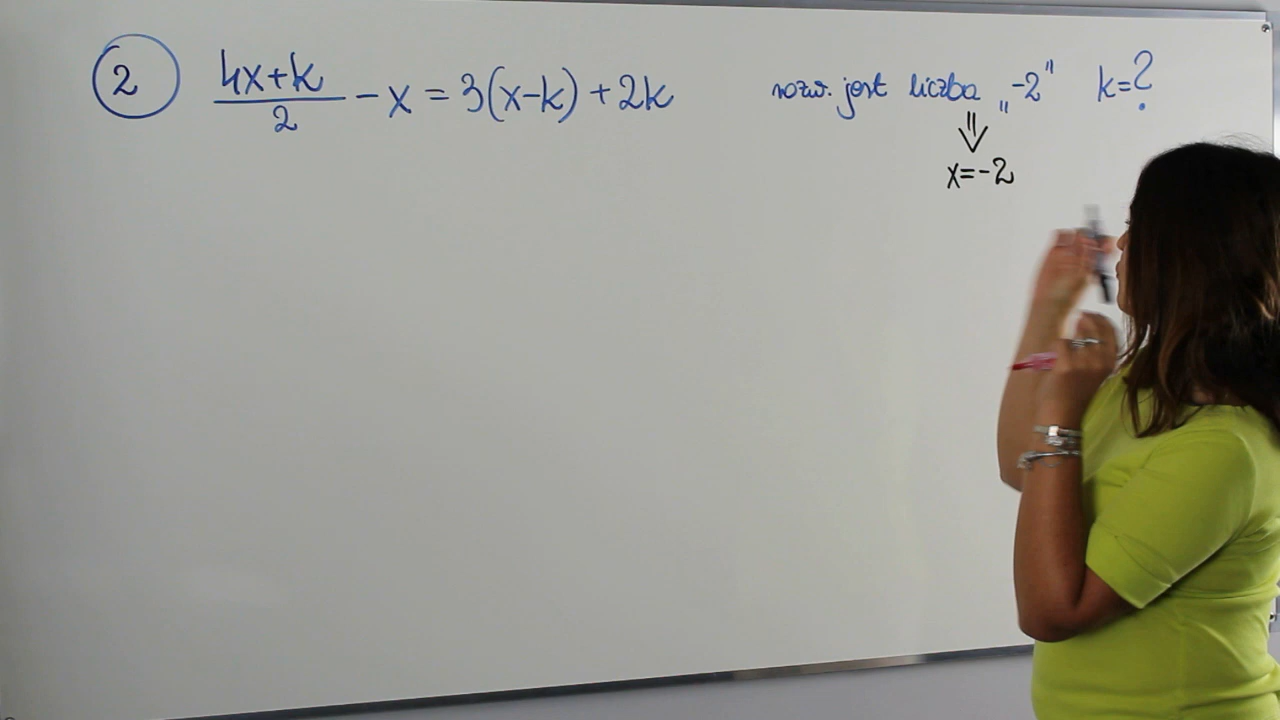 2 (4x+k)/2 - x = 3(x-k) + 2k rozw. jest liczba „-2" k=?
⇓
x=-2